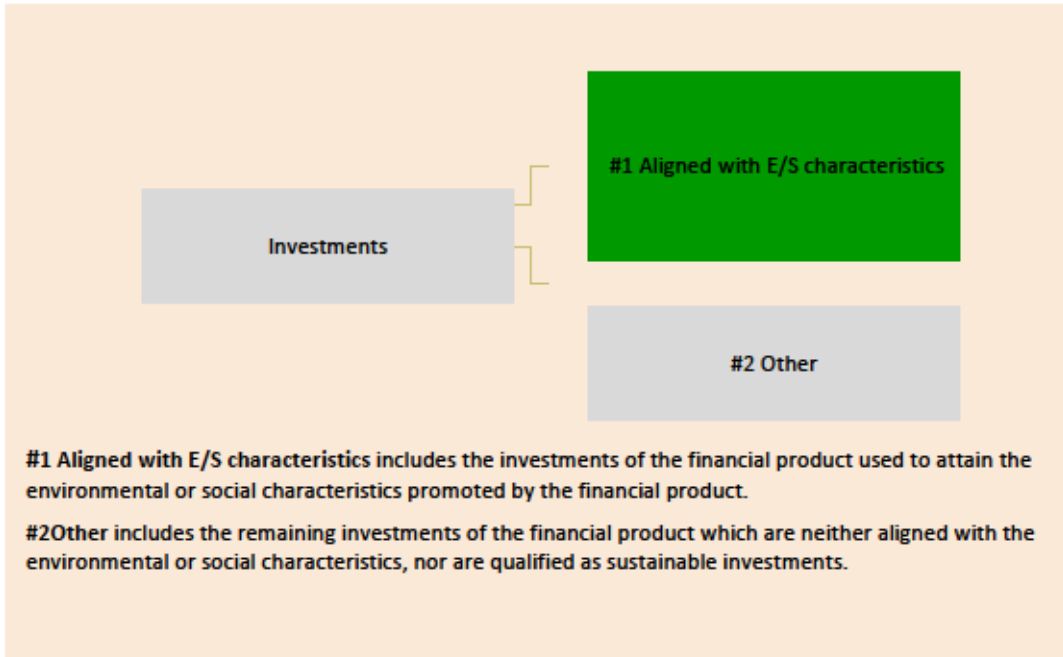 #1 Aligned with E/S characteristics
Investments
#2 Other
#1 Aligned with E/S characteristics includes the investments of the financial product used to attain the
environmental or social characteristics promoted by the financial product.
#2Other includes the remaining investments of the financial product which are neither aligned with the
environmental or social characteristics, nor are qualified as sustainable investments.